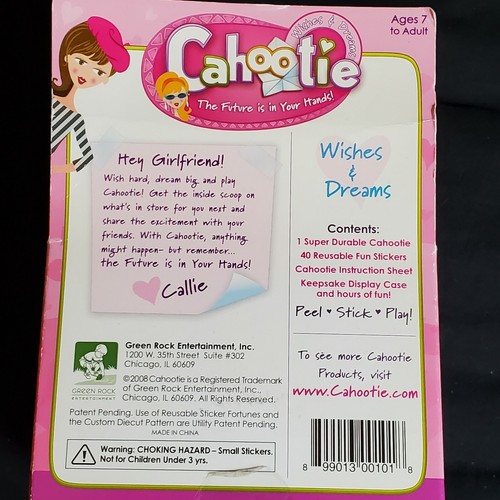 Ages 7
to Adult
Wishes & Dreams
Cahootie
The Future is in Your Hands!
Hey Girlfriend!
Wish hard, dream big and play
Cahootie! Get the inside scoop on
what's in store for you next and
share the excitement with your
friends. With Cahootie, anything
might happen- but remember...
the Future is in Your Hands!
Callie
Wishes
&
Dreams
Contents:
1 Super Durable Cahootie
40 Reusable Fun Stickers
Cahootie Instruction Sheet
Keepsake Display Case
and hours of fun!
Peel ♥ Stick ♥ Play!
GREEN ROCK
ENTERTAINMENT
Green Rock Entertainment, Inc.
1200 W. 35th Street Suite #302
Chicago, IL 60609
©2008 Cahootie is a Registered Trademark
of Green Rock Entertainment, Inc.,
Chicago, IL 60609. All Rights Reserved.
Patent Pending. Use of Reusable Sticker Fortunes and
the Custom Diecut Pattern are Utility Patent Pending.
MADE IN CHINA
Warning: CHOKING HAZARD – Small Stickers.
Not for Children Under 3 yrs.
To see more Cahootie
Products, visit
www.Cahootie.com
8 99013 00101 8